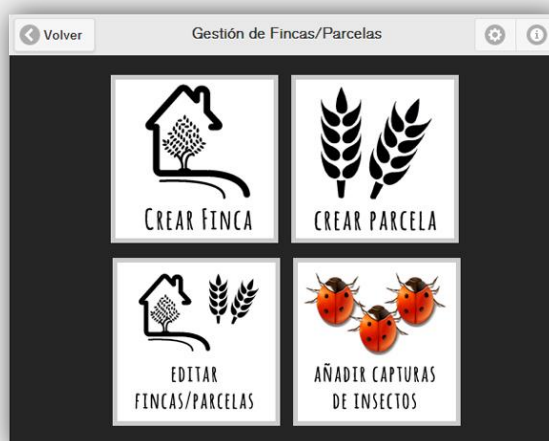 Volver
Gestión de Fincas/Parcelas
CREAR FINCA
CREAR PARCELA
EDITAR
FINCAS/PARCELAS
AÑADIR CAPTURAS
DE INSECTOS